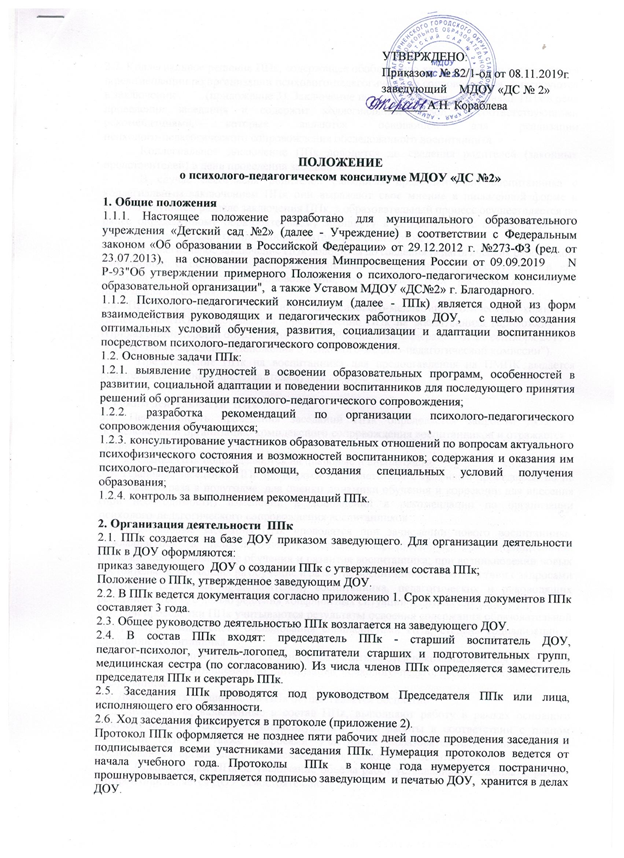 УТВЕРЖДЕНО:
Приказом № 82/1-од от 08.11.2019г.
заведующий МДОУ «ДС № 2»
А.Н. Кораблева
МДОУ
ПОЛОЖЕНИЕ
о психолого-педагогическом консилиуме МДОУ «ДС №2»
1. Общие положения
1.1.1. Настоящее положение разработано для муниципального образовательного
учреждения «Детский сад №2» (далее - Учреждение) в соответствии с Федеральным
законом «Об образовании в Российской Федерации» от 29.12.2012 г. №273-ФЗ (ред. от
23.07.2013), на основании распоряжения Минпросвещения России от 09.09.2019 N
Р-93"Об утверждении примерного Положения о психолого-педагогическом консилиуме
образовательной организации", а также Уставом МДОУ «ДС№2» г. Благодарного.
1.1.2. Психолого-педагогический консилиум (далее - ППк) является одной из форм
взаимодействия руководящих и педагогических работников ДОУ, с целью создания
оптимальных условий обучения, развития, социализации и адаптации воспитанников
посредством психолого-педагогического сопровождения.
1.2. Основные задачи ППк:
1.2.1. выявление трудностей в освоении образовательных программ, особенностей в
развитии, социальной адаптации и поведении воспитанников для последующего принятия
решений об организации психолого-педагогического сопровождения;
1.2.2. разработка рекомендаций по организации психолого-педагогического
сопровождения обучающихся;
1.2.3. консультирование участников образовательных отношений по вопросам актуального
психофизического состояния и возможностей воспитанников; содержания и оказания им
психолого-педагогической помощи, создания специальных условий получения
образования;
1.2.4. контроль за выполнением рекомендаций ППк.
2. Организация деятельности ППк
2.1. ППк создается на базе ДОУ приказом заведующего. Для организации деятельности
ППк в ДОУ оформляются:
приказ заведующего ДОУ о создании ППк с утверждением состава ППк;
Положение о ППк, утвержденное заведующим ДОУ.
2.2. В ППк ведется документация согласно приложению 1. Срок хранения документов ППк
составляет 3 года.
2.3. Общее руководство деятельностью ППк возлагается на заведующего ДОУ.
2.4. В состав ППк входят: председатель ППк - старший воспитатель ДОУ,
педагог-психолог, учитель-логопед, воспитатели старших и подготовительных групп,
медицинская сестра (по согласованию). Из числа членов ППк определяется заместитель
председателя ППк и секретарь ППк.
2.5. Заседания ППк проводятся под руководством Председателя ППк или лица,
исполняющего его обязанности.
2.6. Ход заседания фиксируется в протоколе (приложение 2).
Протокол ППк оформляется не позднее пяти рабочих дней после проведения заседания и
подписывается всеми участниками заседания ППк. Нумерация протоколов ведется от
начала учебного года. Протоколы ППк в конце года нумеруется постранично,
прошнуровывается, скрепляется подписью заведующим и печатью ДОУ, хранится в делах
ДОУ.